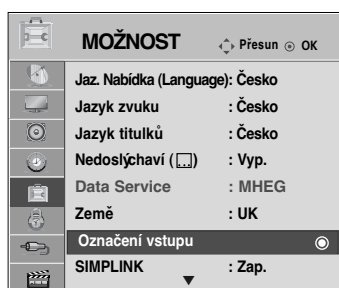 MOŽNOST Přesun OK
Jaz. Nabídka (Language): Česko
Jazyk zvuku : Česko
Jazyk titulků : Česko
Nedoslýchaví ( ) : Vyp.
Data Service : MHEG
Země : UK
Označení vstupu
SIMPLINK : Zap.